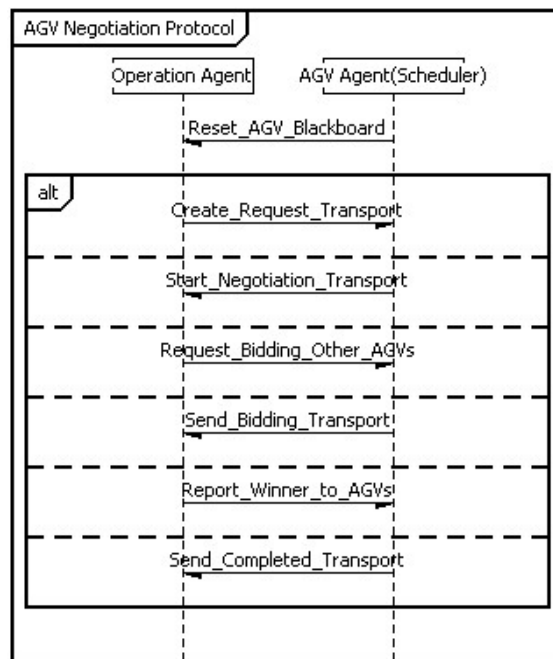 AGV Negotiation Protocol
Operation Agent
AGV Agent(Scheduler)
Reset_AGV_Blackboard
alt
Create_Request_Transport
Start_Negotiation_Transport
Request_Bidding_Other_AGVs
Send_Bidding_Transport
Report_Winner_to_AGVs
Send_Completed_Transport